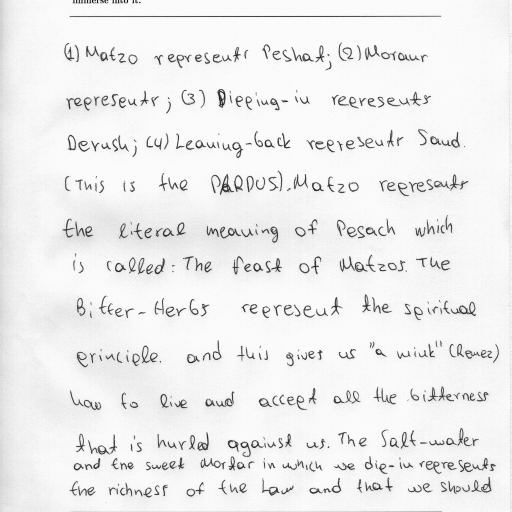 immerse into it.
(1) Matzo represents Peshat; (2) Moraur
represents; (3) Dipping-in represents
Derush; (4) Leaning-back represents Saud.
(This is the PARDUS). Matzo represents
the literal meaning of Pesach which
is called: The feast of Matzos. The
Bitter-Herbs represent the spiritual
principle. and this gives us "a wink" (Remez)
how to live and accept all the bitterness
that is hurled against us. The Salt-water
and the sweet Mortar in which we dip-in represents
the richness of the Law and that we should